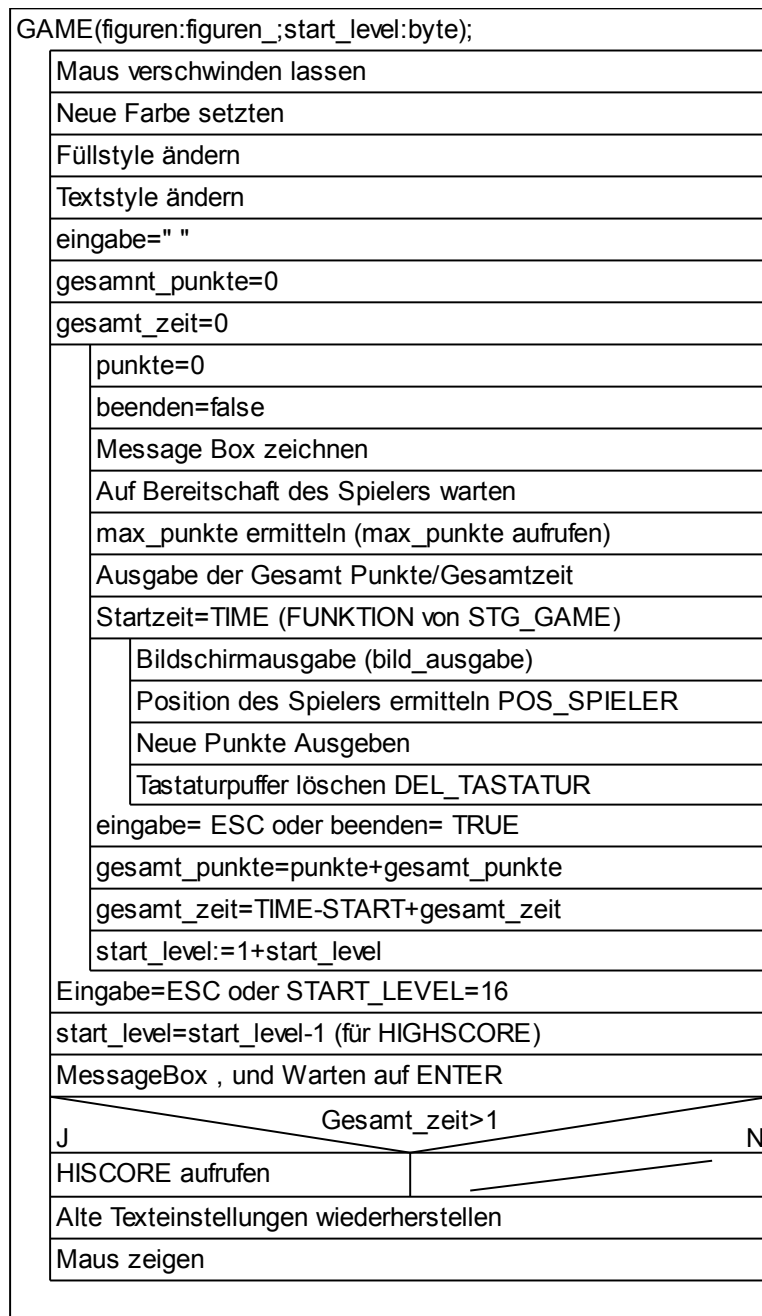 GAME(figuren:figuren_;start_level:byte);
Maus verschwinden lassen
Neue Farbe setzten
Füllstyle ändern
Textstyle ändern
eingabe=" "
gesamnt_punkte=0
gesamt_zeit=0
punkte=0
beenden=false
Message Box zeichnen
Auf Bereitschaft des Spielers warten
max_punkte ermitteln (max_punkte aufrufen)
Ausgabe der Gesamt Punkte/Gesamtzeit
Startzeit=TIME (FUNKTION von STG_GAME)
Bildschirmausgabe (bild_ausgabe)
Position des Spielers ermitteln POS_SPIELER
Neue Punkte Ausgeben
Tastaturpuffer löschen DEL_TASTATUR
eingabe= ESC oder beenden= TRUE
gesamt_punkte=punkte+gesamt_punkte
gesamt_zeit=TIME-START+gesamt_zeit
start_level:=1+start_level
Eingabe=ESC oder START_LEVEL=16
start_level=start_level-1 (für HIGHSCORE)
MessageBox , und Warten auf ENTER
Gesamt_zeit>1
J N
HISCORE aufrufen
Alte Texteinstellungen wiederherstellen
Maus zeigen